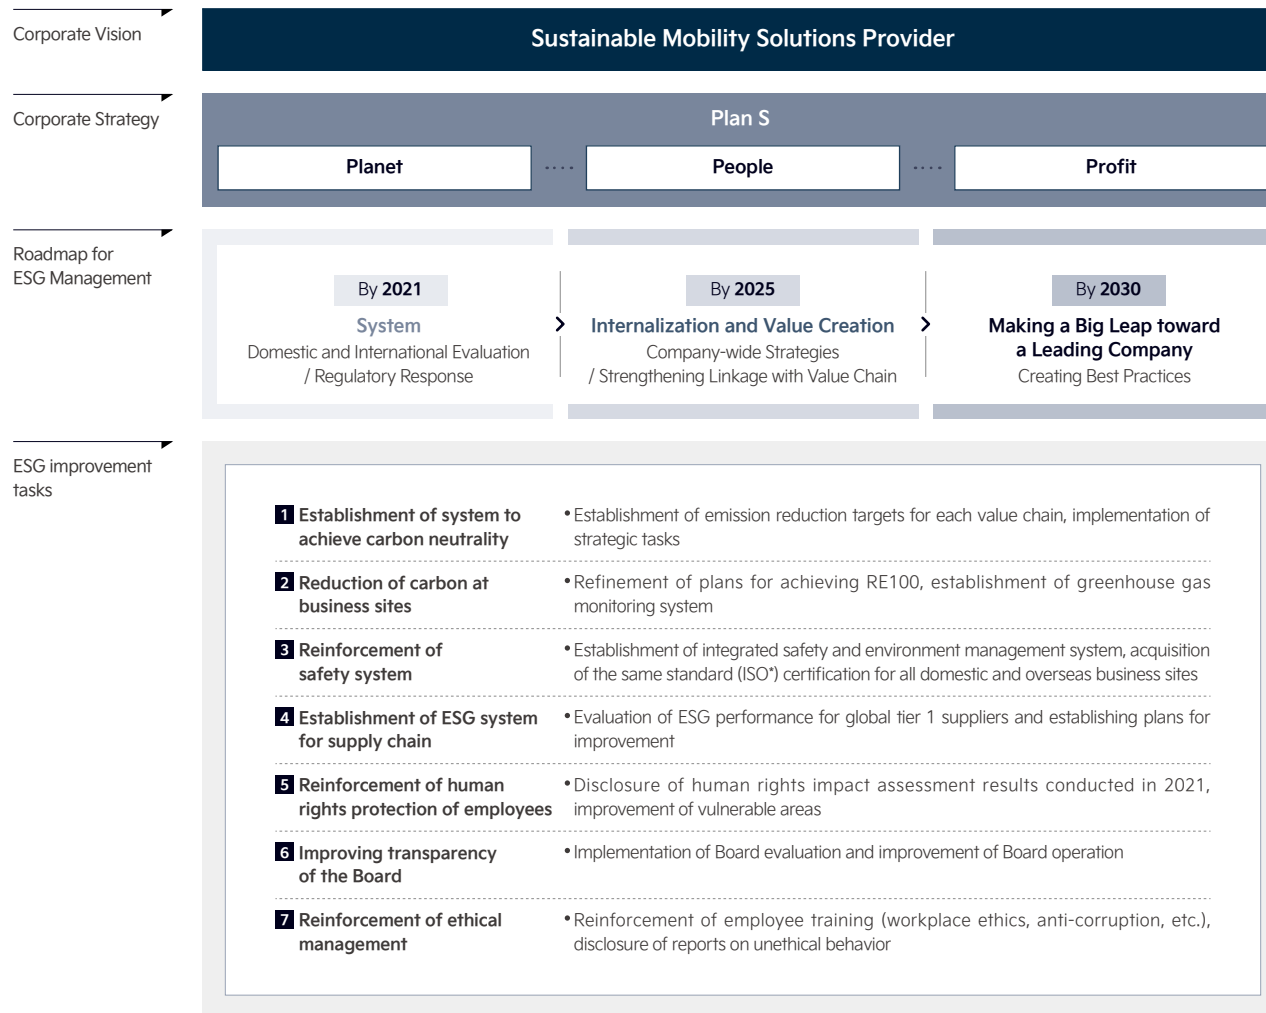 Corporate Vision
Sustainable Mobility Solutions Provider
Corporate Strategy
Plan S
Planet
People
Profit
Roadmap for
ESG Management
By 2021
System
Domestic and International Evaluation
/ Regulatory Response
By 2025
Internalization and Value Creation
Company-wide Strategies
/ Strengthening Linkage with Value Chain
By 2030
Making a Big Leap toward
a Leading Company
Creating Best Practices
ESG improvement
tasks
1 Establishment of system to
achieve carbon neutrality
• Establishment of emission reduction targets for each value chain, implementation of
strategic tasks
2 Reduction of carbon at
business sites
• Refinement of plans for achieving RE100, establishment of greenhouse gas
monitoring system
3 Reinforcement of
safety system
• Establishment of integrated safety and environment management system, acquisition
of the same standard (ISO*) certification for all domestic and overseas business sites
4 Establishment of ESG system
for supply chain
• Evaluation of ESG performance for global tier 1 suppliers and establishing plans for
improvement
5 Reinforcement of human
rights protection of employees
• Disclosure of human rights impact assessment results conducted in 2021,
improvement of vulnerable areas
6 Improving transparency
of the Board
• Implementation of Board evaluation and improvement of Board operation
7 Reinforcement of ethical
management
• Reinforcement of employee training (workplace ethics, anti-corruption, etc.),
disclosure of reports on unethical behavior